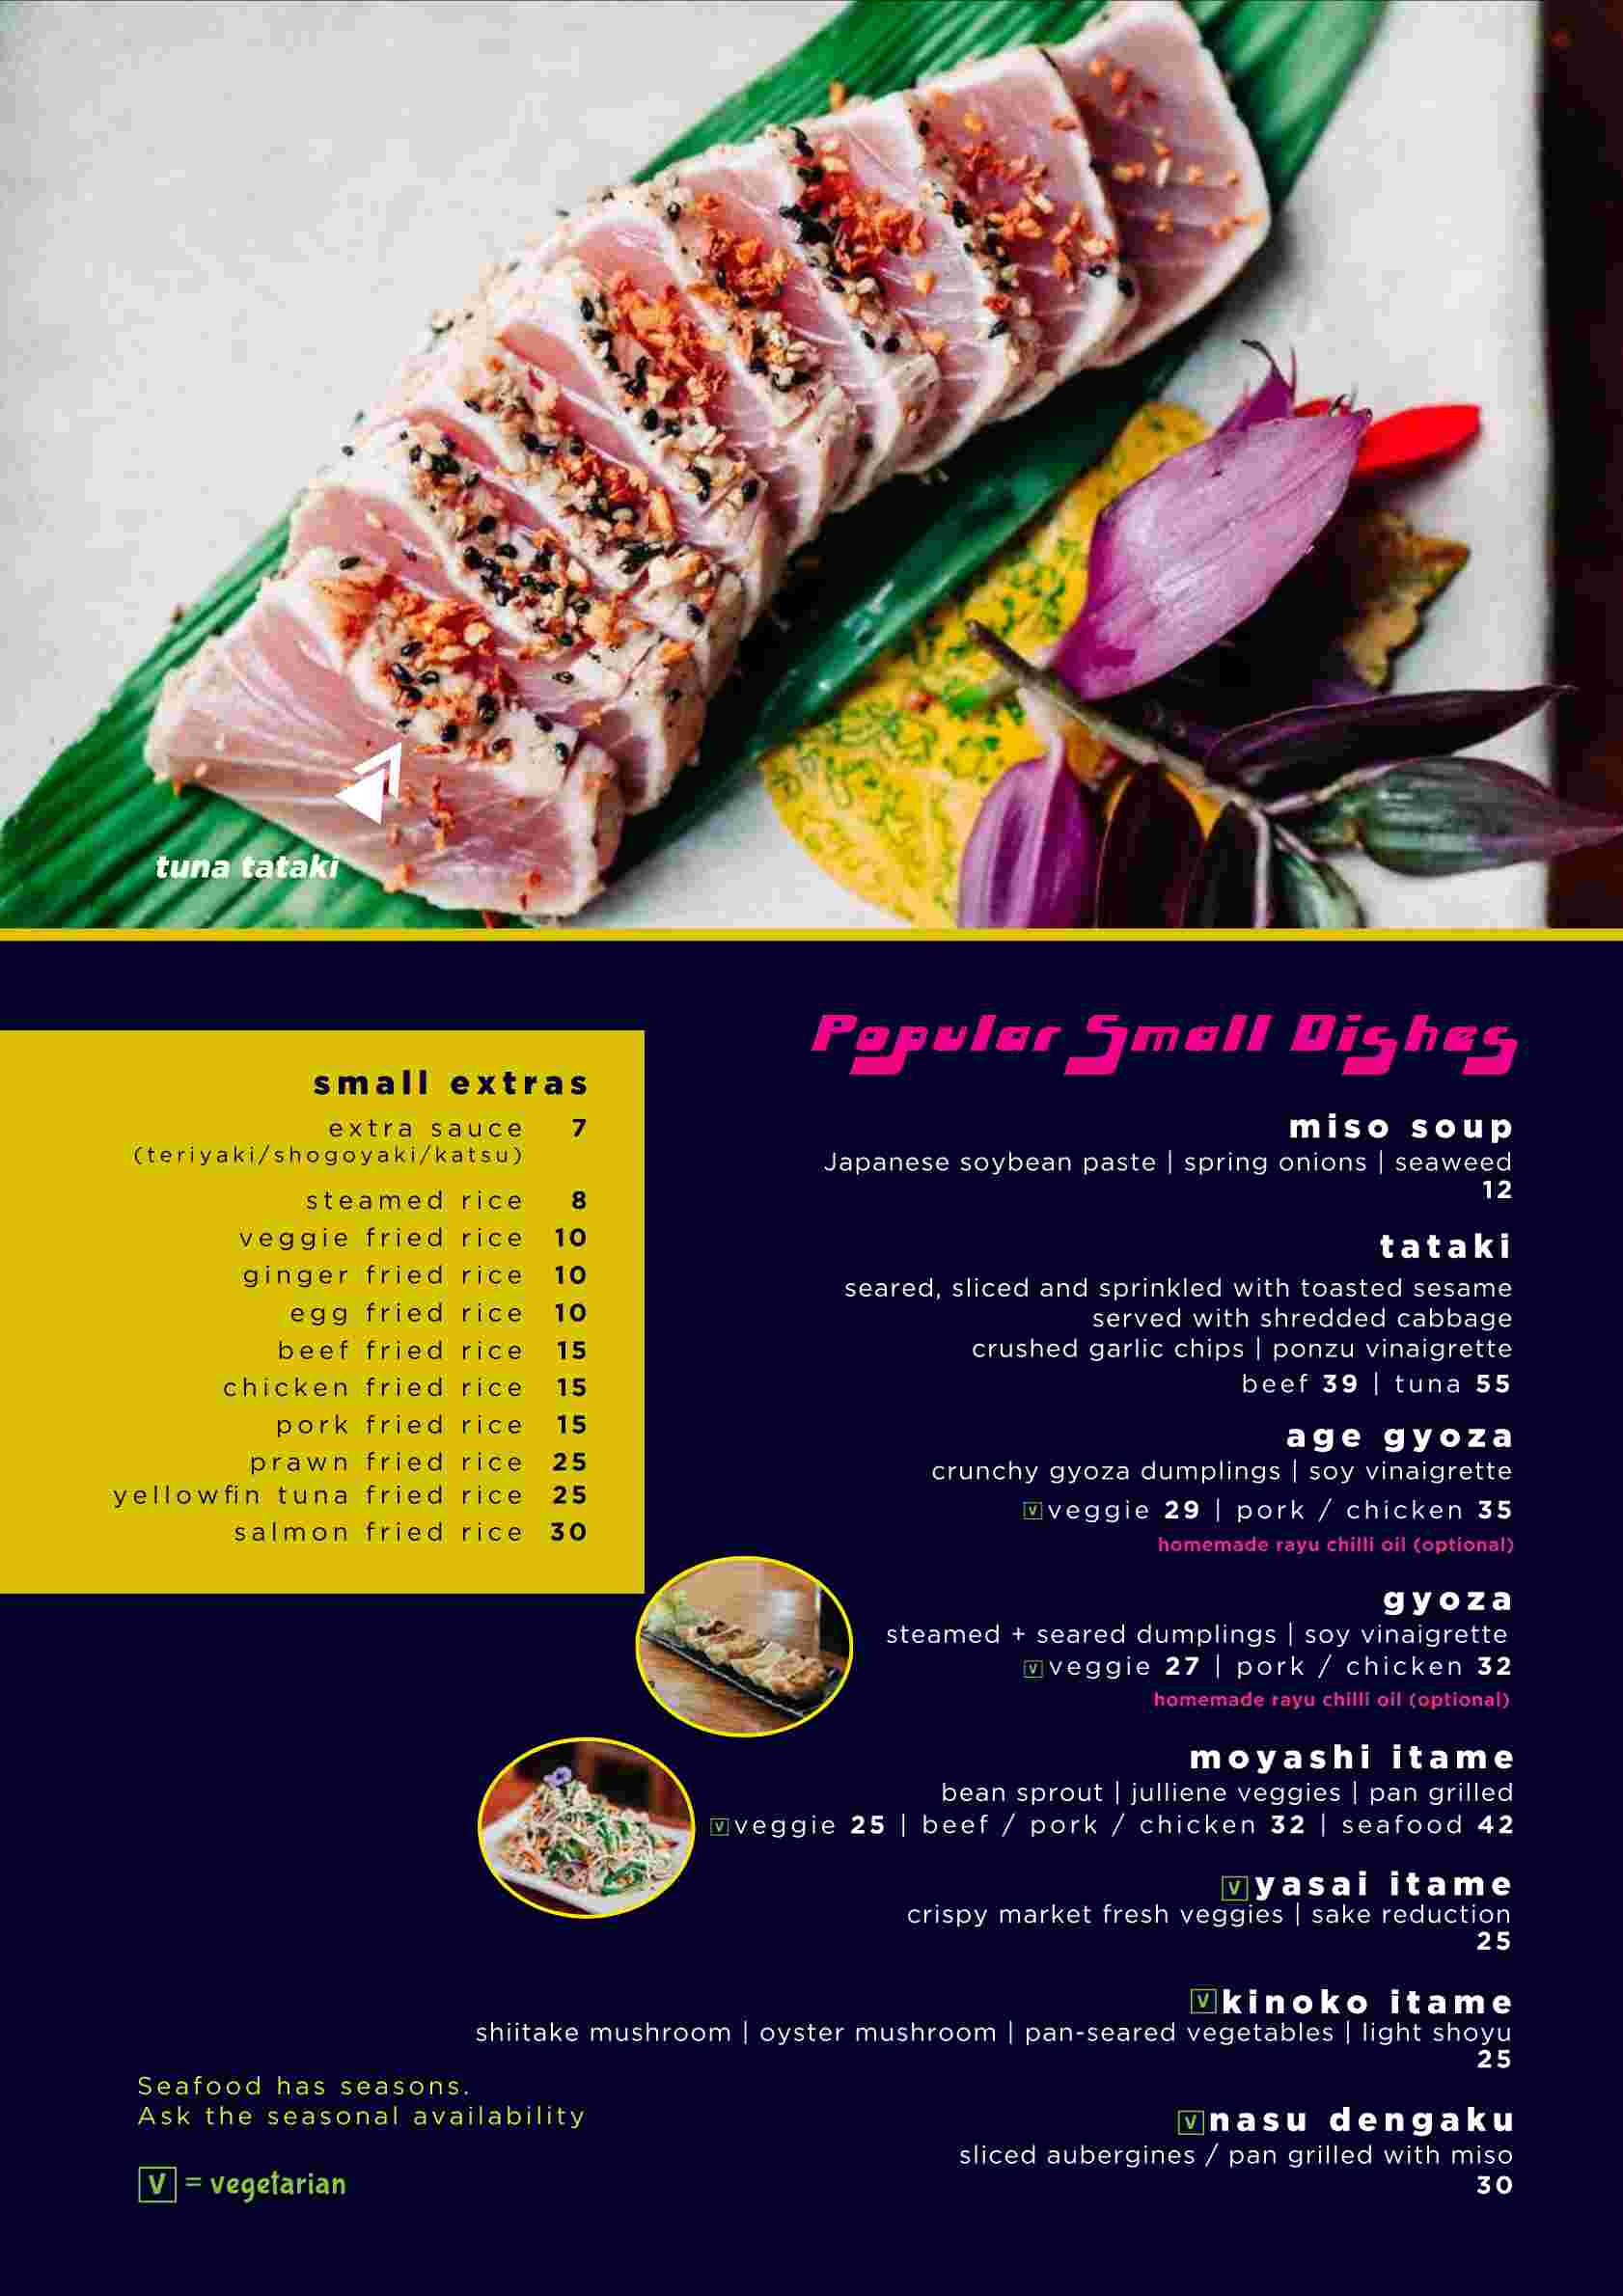 tuna tataki
small extras
extra sauce 7
(teriyaki/shogoyaki/katsu)
steamed rice 8
veggie fried rice 10
ginger fried rice 10
egg fried rice 10
beef fried rice 15
chicken fried rice 15
pork fried rice 15
prawn fried rice 25
yellowfin tuna fried rice 25
salmon fried rice 30
Popular Small Dishes
miso soup
Japanese soybean paste | spring onions | seaweed
12
tataki
seared, sliced and sprinkled with toasted sesame
served with shredded cabbage
crushed garlic chips | ponzu vinaigrette
beef 39 | tuna 55
age gyoza
crunchy gyoza dumplings | soy vinaigrette
V veggie 29 | pork / chicken 35
homemade rayu chilli oil (optional)
gyoza
steamed + seared dumplings | soy vinaigrette
V veggie 27 | pork / chicken 32
homemade rayu chilli oil (optional)
moyashi itame
bean sprout | julliene veggies | pan grilled
V veggie 25 | beef / pork / chicken 32 | seafood 42
V yasai itame
crispy market fresh veggies | sake reduction
25
V kinoko itame
shiitake mushroom | oyster mushroom | pan-seared vegetables | light shoyu
25
V nasu dengaku
sliced aubergines / pan grilled with miso
30
Seafood has seasons.
Ask the seasonal availability
V = vegetarian